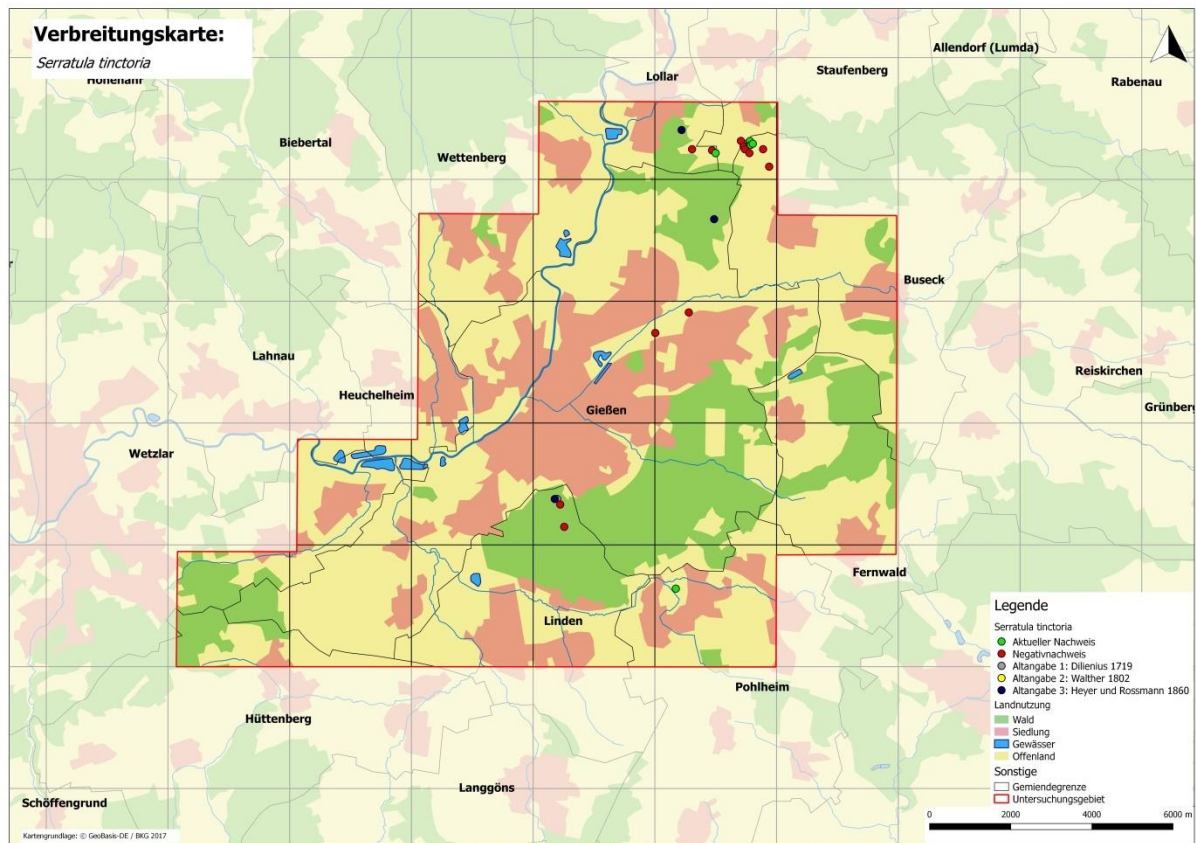 Verbreitungskarte:
Serratula tinctoria
Hohenahr
Lollar
Allendorf (Lumda)
Staufenberg
Rabenau
Biebertal
Wettenberg
Buseck
Lahnau
Heuchelheim
Gießen
Reiskirchen
Grünberg
Wetzlar
Fernwald
Linden
Pohlheim
Hüttenberg
Langgöns
Schöffengrund
Legende
Serratula tinctoria
Aktueller Nachweis
Negativnachweis
Altangabe 1: Dillenius 1719
Altangabe 2: Walther 1802
Altangabe 3: Heyer und Rossmann 1860
Landnutzung
Wald
Siedlung
Gewässer
Offenland
Sonstige
Gemiendegrenze
Untersuchungsgebiet
0 2000 4000 6000 m
Kartengrundlage: © GeoBasis-DE / BKG 2017